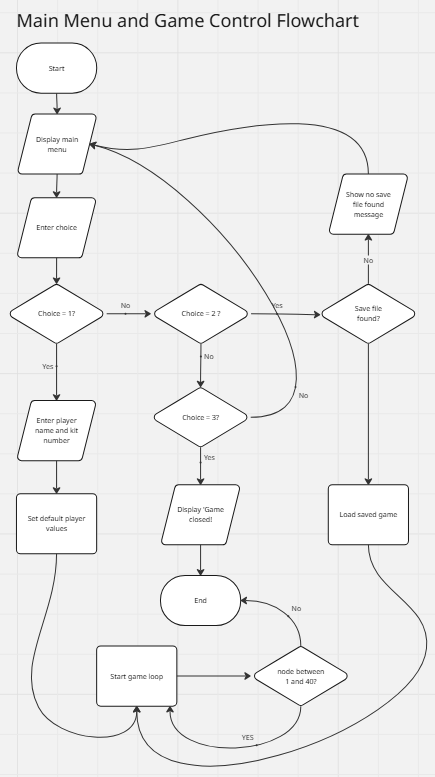 Main Menu and Game Control Flowchart
Start
Display main
menu
Show no save
file found
message
Enter choice
No
Choice = 1?
No
Choice = 2 ?
Yes
Save file
found?
Yes
No
No
Choice = 3?
Enter player
name and kit
number
Yes
Set default player
values
Display 'Game
closed!
Load saved game
End
No
Start game loop
node between
1 and 40?
YES